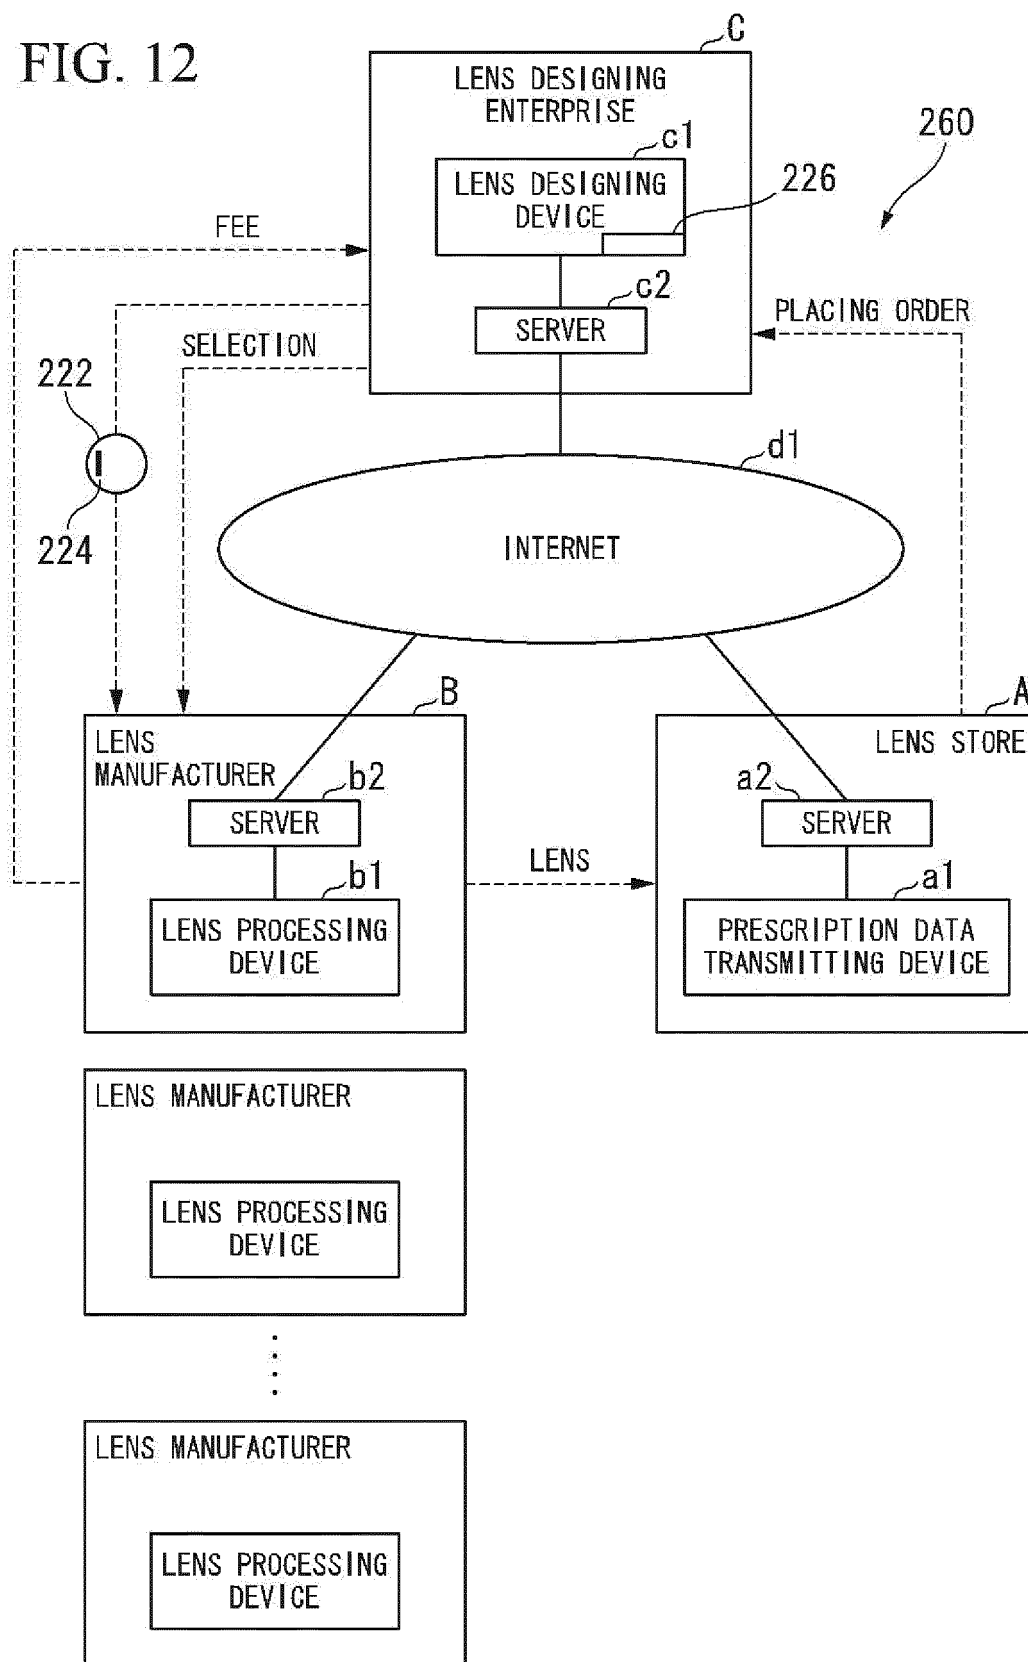 FIG. 12
C
LENS DESIGNING
ENTERPRISE
260
c1
LENS DESIGNING
DEVICE
226
FEE
c2
SERVER
PLACING ORDER
SELECTION
222
224
d1
INTERNET
B
LENS
MANUFACTURER
b2
SERVER
b1
LENS PROCESSING
DEVICE
LENS
A
LENS STORE
a2
SERVER
a1
PRESCRIPTION DATA
TRANSMITTING DEVICE
LENS MANUFACTURER
LENS PROCESSING
DEVICE
LENS MANUFACTURER
LENS PROCESSING
DEVICE